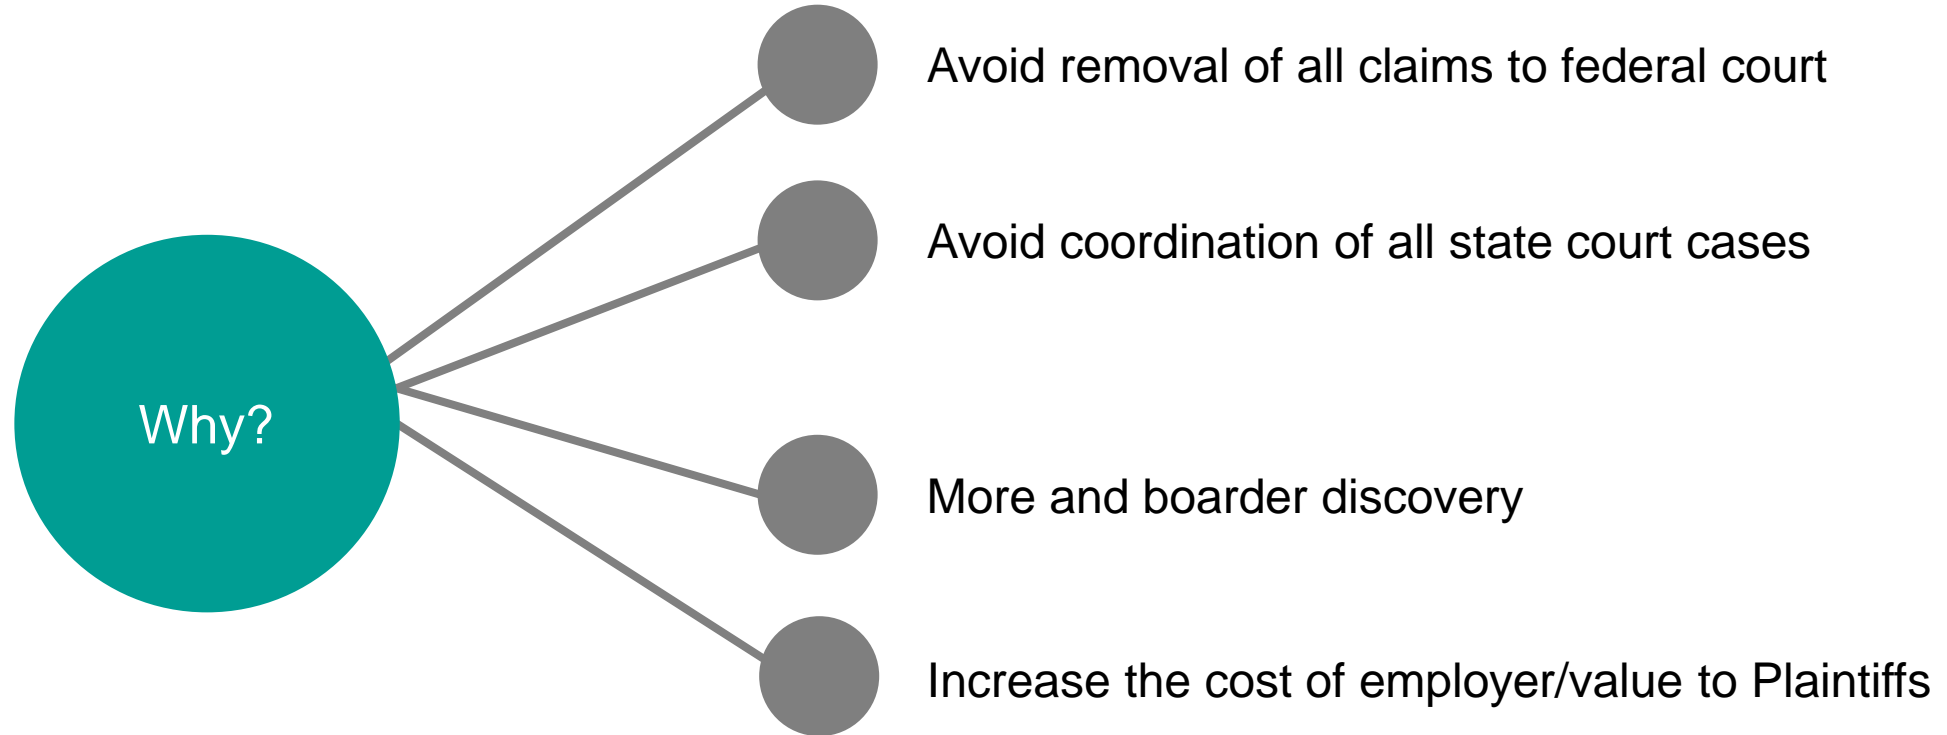 Avoid removal of all claims to federal court
Avoid coordination of all state court cases
Why?
More and boarder discovery
Increase the cost of employer/value to Plaintiffs